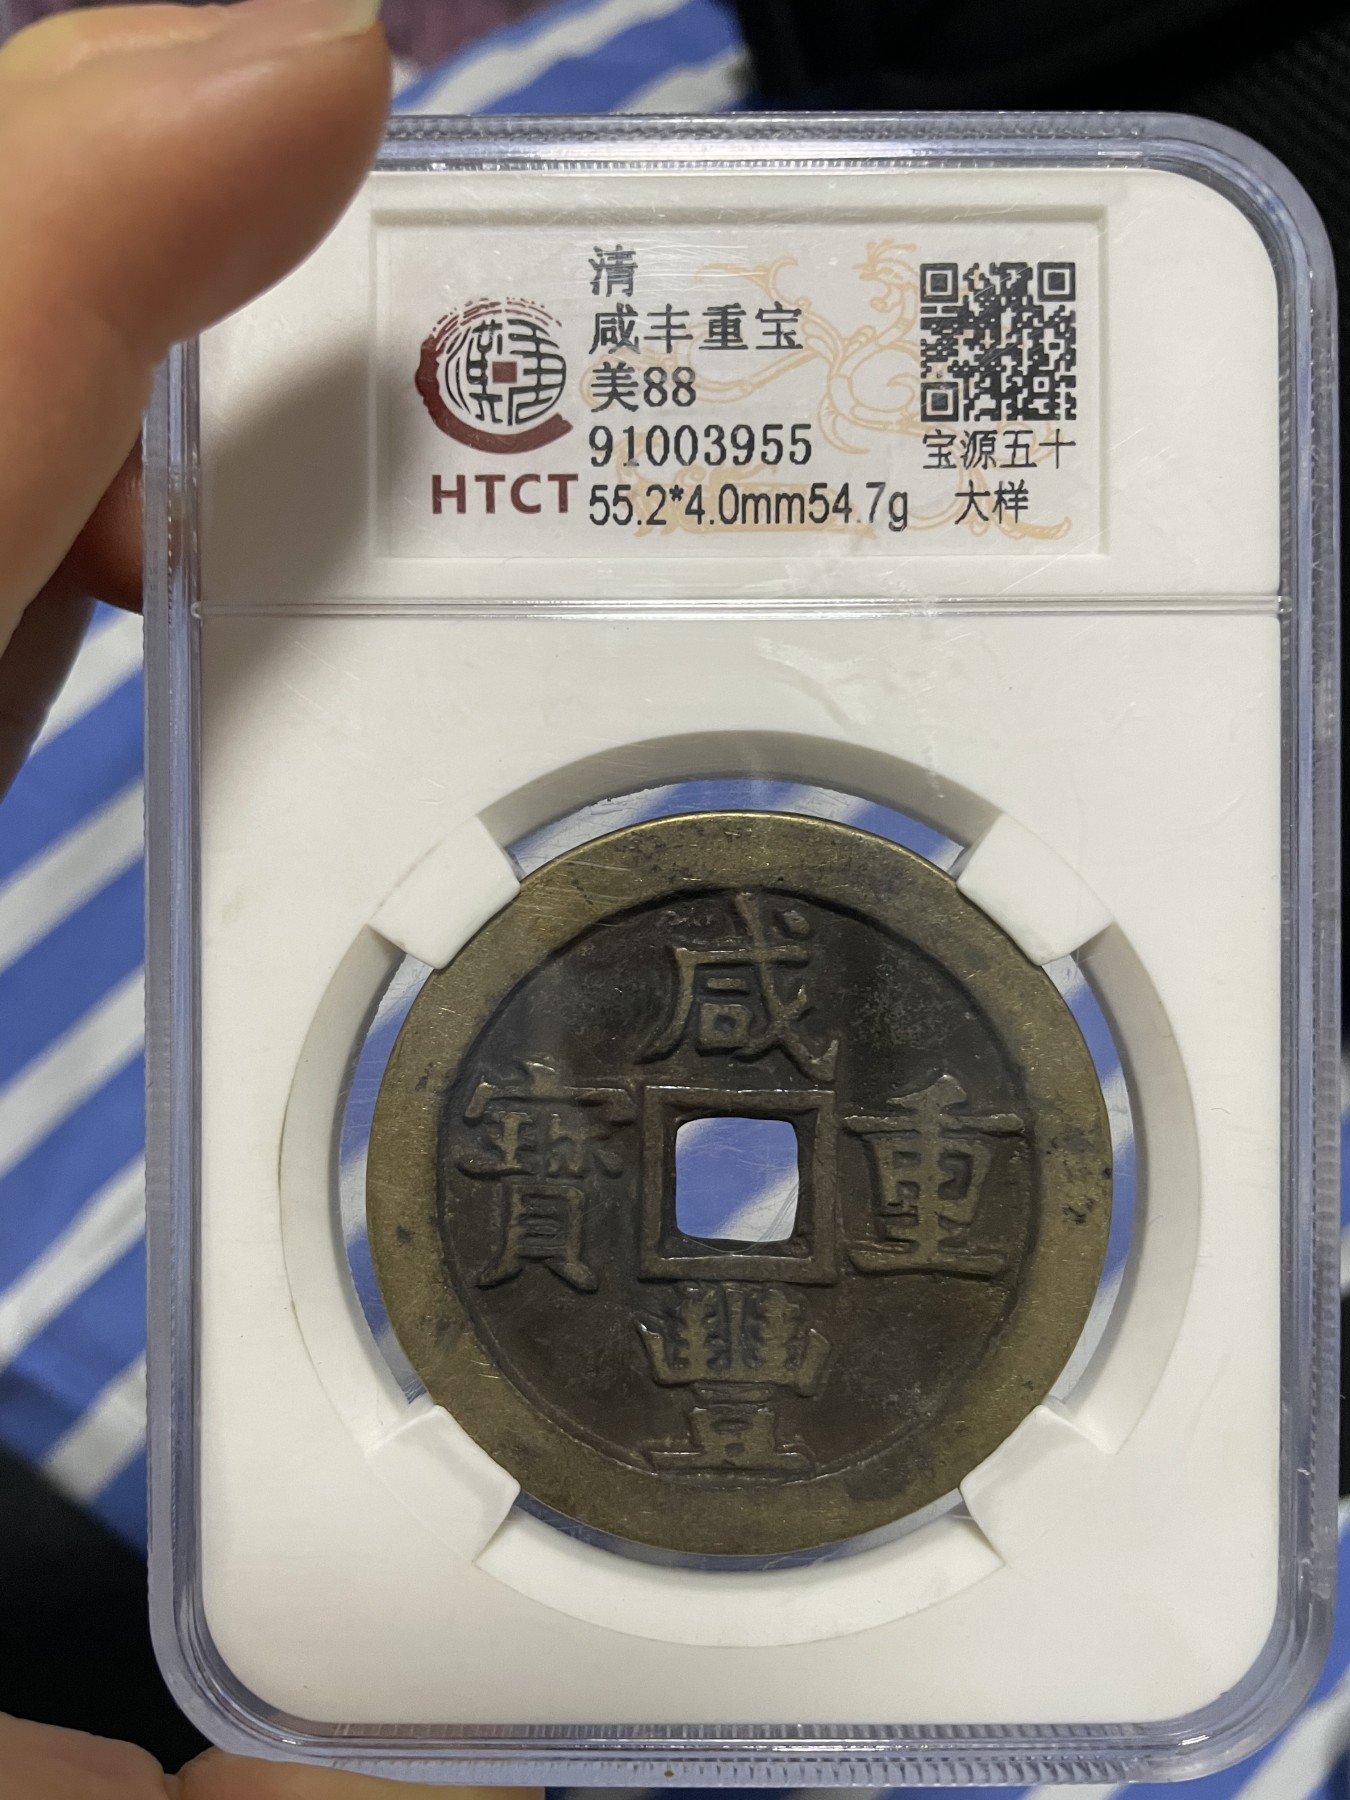 清
咸丰重宝
美88
91003955
55.2*4.0mm54.7g
HTCT
宝源五十
大样
咸
豐
重
寶